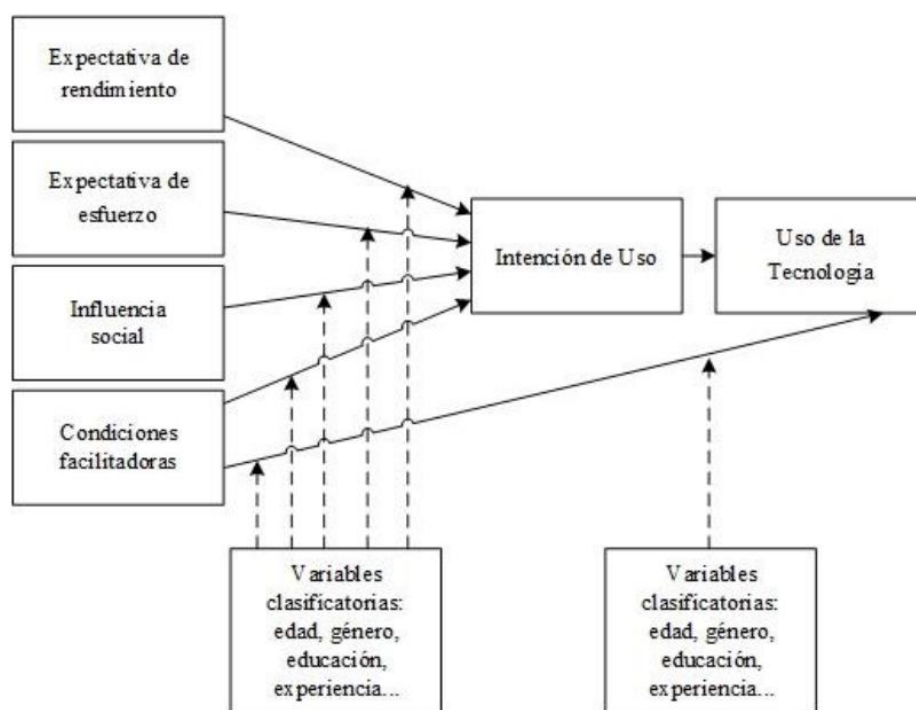 Expectativa de
rendimiento
Expectativa de
esfuerzo
Influencia
social
Condiciones
facilitadoras
Intención de Uso
Uso de la
Tecnologia
Variables
clasificatorias:
edad, género,
educación,
experiencia...
Variables
clasificatorias:
edad, género,
educación,
experiencia...